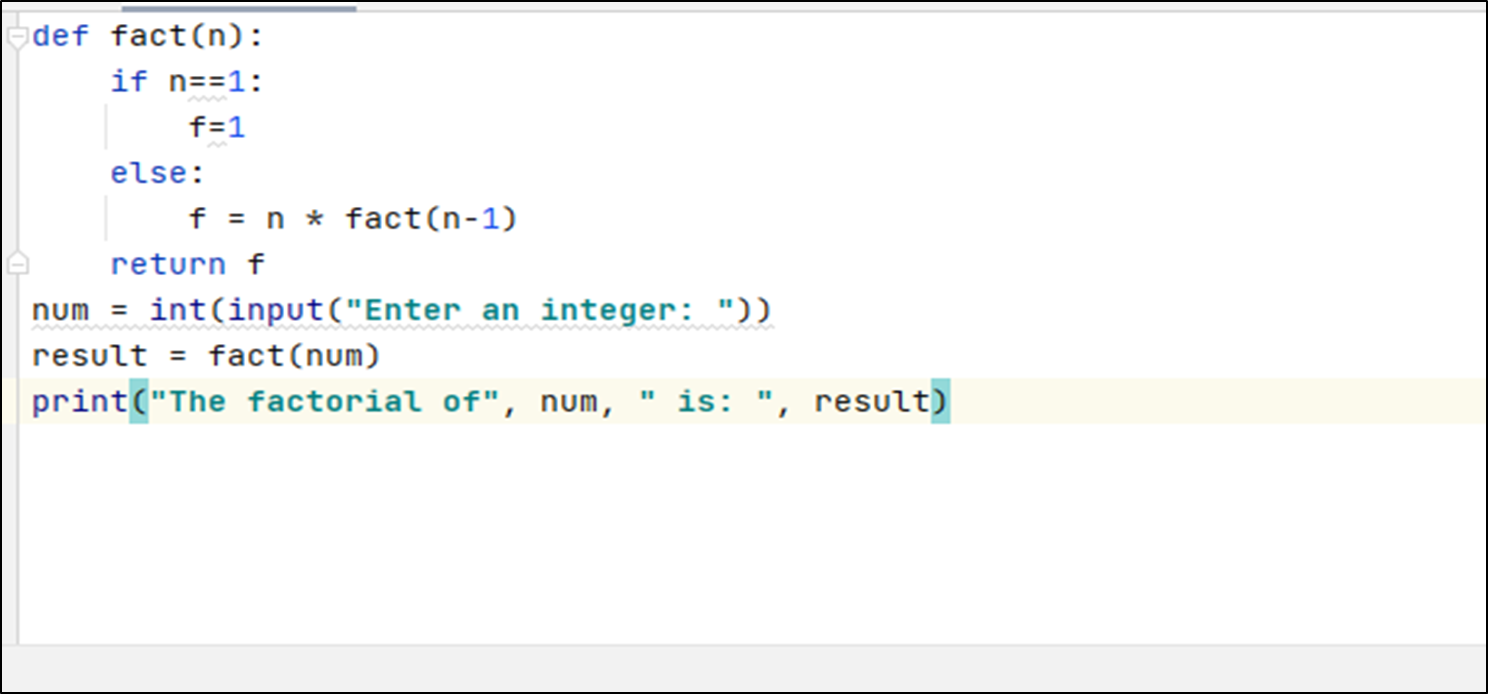 def fact(n):
    if n==1:
        f=1
    else:
        f = n * fact(n-1)
    return f
num = int(input("Enter an integer: "))
result = fact(num)
print("The factorial of", num, " is: ", result)